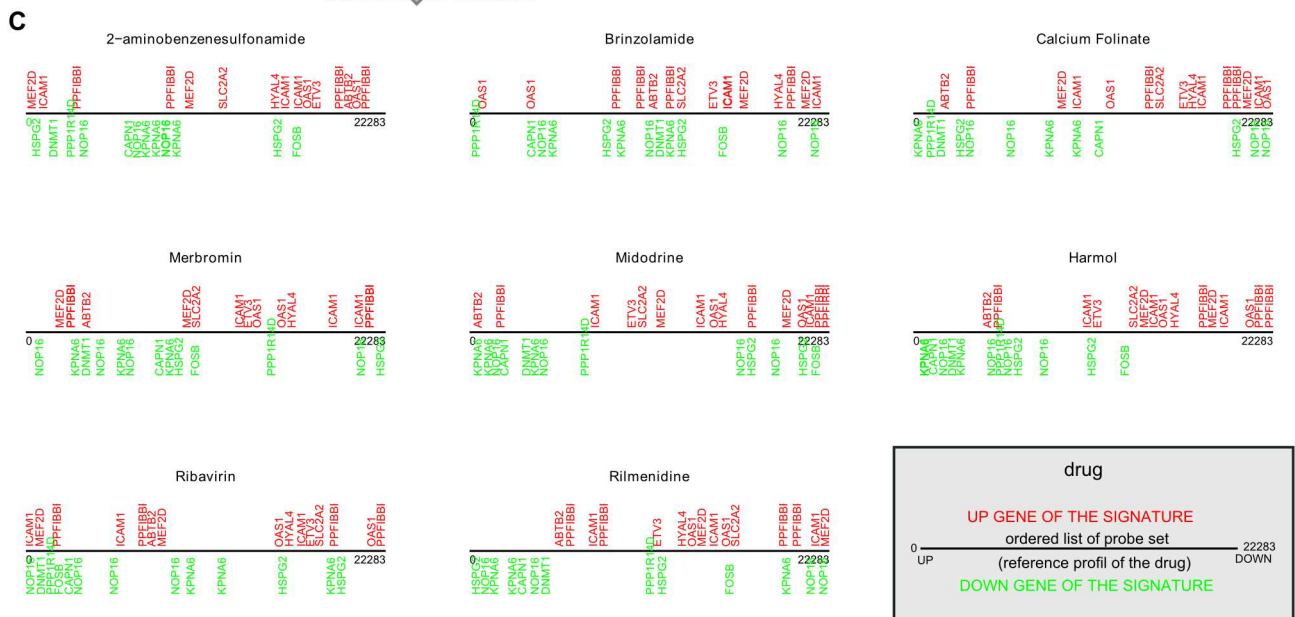 C
2-aminobenzenesulfonamide
MEF2D
ICAM1
PPFIBBI
PPFIBBI
MEF2D
SLC2A2
HYAL4
ICAM1
ICAM1
OAS1
ETV3
PPFIBBI
ABTB2
OAS1
PPFIBBI
0
22283
HSPG2
DNMT1
PPP1R14D
NOP16
CAPN1
NOP16
KPNA6
KPNA6
NOP16
KPNA6
HSPG2
FOSB
Brinzolamide
OAS1
OAS1
PPFIBBI
PPFIBBI
ABTB2
PPFIBBI
SLC2A2
ETV3
ICAM1
MEF2D
HYAL4
PPFIBBI
MEF2D
ICAM1
0
22283
PPP1R14D
CAPN1
NOP16
KPNA6
HSPG2
KPNA6
NOP16
DNMT1
KPNA6
HSPG2
FOSB
NOP16
NOP16
Calcium Folinate
ABTB2
PPFIBBI
MEF2D
ICAM1
OAS1
PPFIBBI
SLC2A2
ETV3
HYAL4
ICAM1
PPFIBBI
PPFIBBI
MEF2D
ICAM1
OAS1
0
22283
KPNA6
PPP1R14D
DNMT1
HSPG2
NOP16
NOP16
KPNA6
KPNA6
CAPN1
HSPG2
NOP16
NOP16
Merbromin
MEF2D
PPFIBBI
ABTB2
MEF2D
SLC2A2
ICAM1
ETV3
OAS1
OAS1
HYAL4
ICAM1
ICAM1
PPFIBBI
0
22283
NOP16
KPNA6
DNMT1
NOP16
KPNA6
NOP16
CAPN1
KPNA6
HSPG2
FOSB
PPP1R14D
NOP16
HSPG2
Midodrine
ABTB2
PPFIBBI
ICAM1
ETV3
SLC2A2
MEF2D
ICAM1
OAS1
HYAL4
PPFIBBI
MEF2D
OAS1
ICAM1
PPFIBBI
0
22283
KPNA6
KPNA6
NOP16
CAPN1
DNMT1
KPNA6
NOP16
PPP1R14D
NOP16
HSPG2
NOP16
HSPG2
FOSB
Harmol
ABTB2
PPFIBBI
ICAM1
ETV3
SLC2A2
MEF2D
ICAM1
OAS1
HYAL4
PPFIBBI
MEF2D
ICAM1
OAS1
PPFIBBI
PPFIBBI
0
22283
KPNA6
CAPN1
NOP16
DNMT1
KPNA6
NOP16
PPP1R14D
NOP16
HSPG2
NOP16
HSPG2
FOSB
Ribavirin
ICAM1
MEF2D
PPFIBBI
ICAM1
PPFIBBI
ABTB2
MEF2D
OAS1
HYAL4
ICAM1
ETV3
SLC2A2
PPFIBBI
OAS1
PPFIBBI
0
22283
NOP16
DNMT1
PPP1R14D
FOSB
CAPN1
NOP16
NOP16
NOP16
KPNA6
KPNA6
HSPG2
KPNA6
HSPG2
Rilmenidine
ABTB2
PPFIBBI
ICAM1
PPFIBBI
ETV3
HYAL4
OAS1
MEF2D
ICAM1
OAS1
SLC2A2
PPFIBBI
PPFIBBI
ICAM1
MEF2D
0
22283
HSPG2
NOP16
KPNA6
KPNA6
CAPN1
NOP16
DNMT1
PPP1R14D
HSPG2
FOSB
KPNA6
NOP16
NOP16
drug
UP GENE OF THE SIGNATURE
ordered list of probe set
0
22283
UP
(reference profil of the drug)
DOWN
DOWN GENE OF THE SIGNATURE